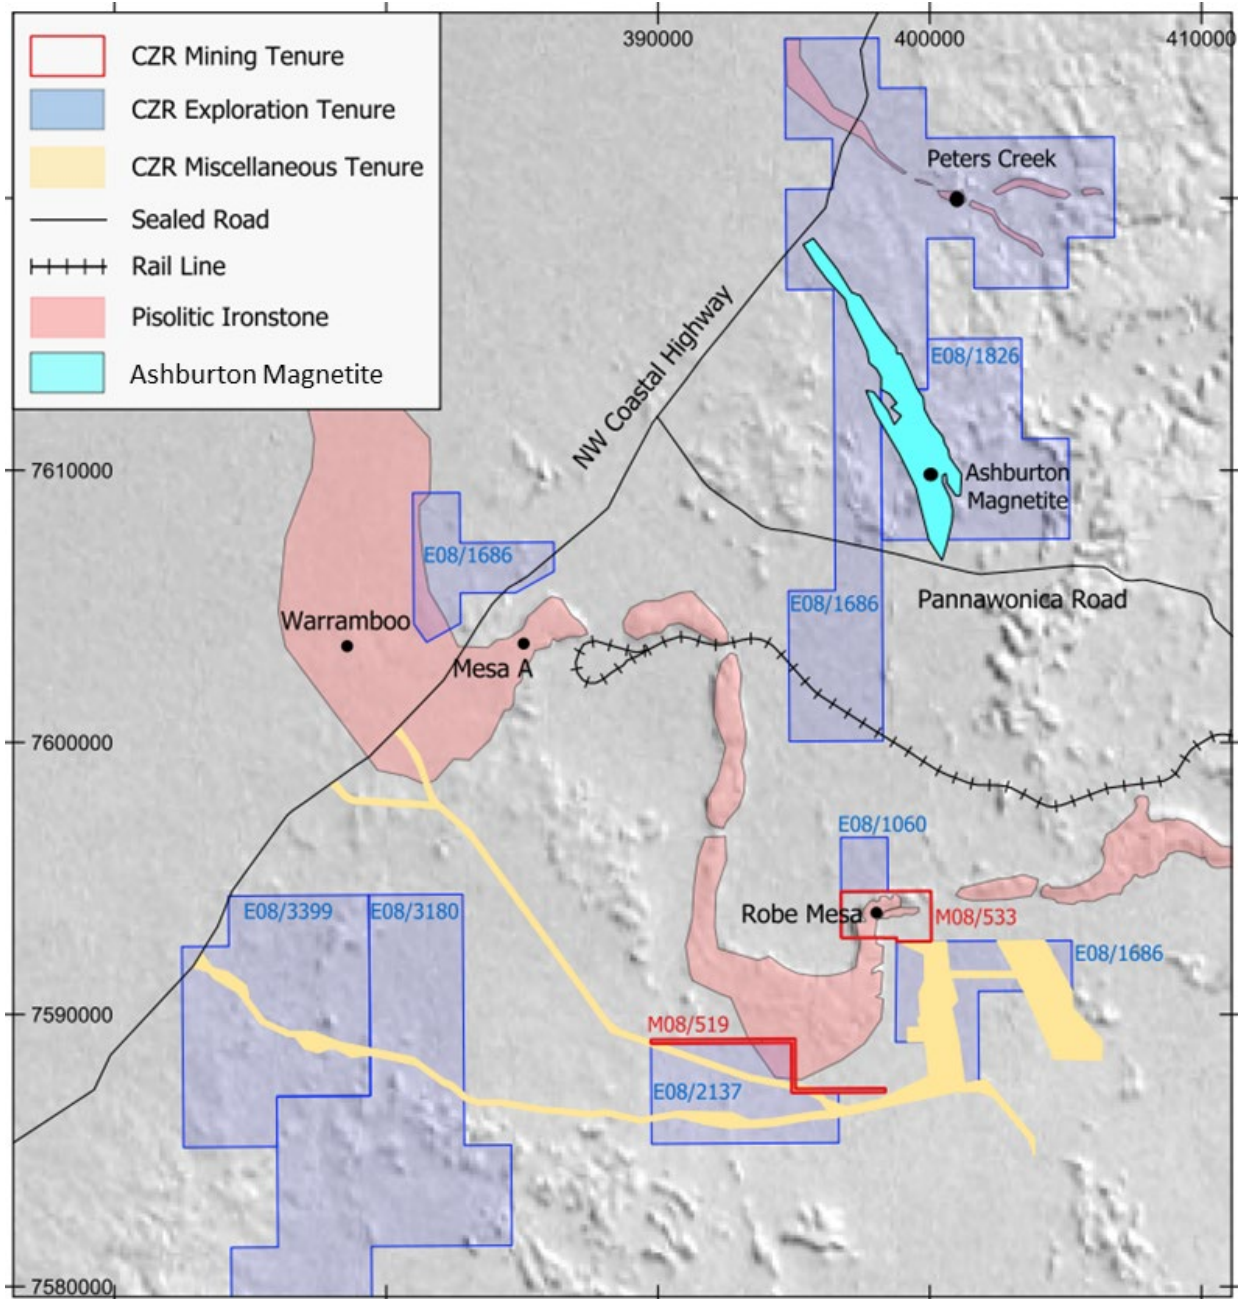 390000
400000
410000
CZR Mining Tenure
CZR Exploration Tenure
CZR Miscellaneous Tenure
Sealed Road
Rail Line
Pisolitic Ironstone
Ashburton Magnetite
Peters Creek
NW Coastal Highway
E08/1826
7610000
Ashburton
Magnetite
E08/1686
E08/1686
Pannawonica Road
Warramboo
Mesa A
7600000
E08/1060
E08/3399
E08/3180
Robe Mesa
M08/533
E08/1686
7590000
M08/519
E08/2137
7580000